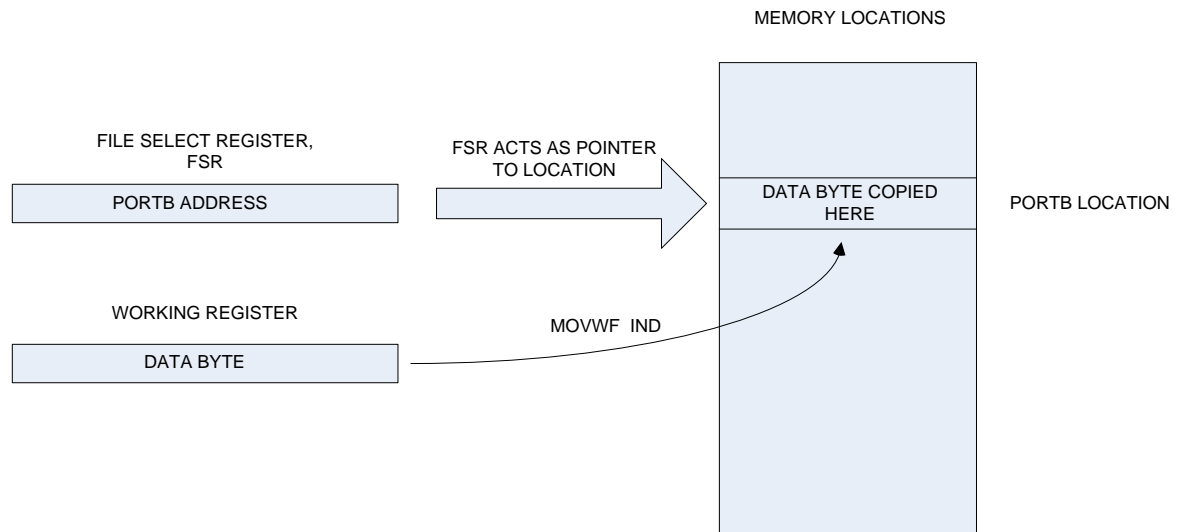 MEMORY LOCATIONS
FILE SELECT REGISTER,
FSR
PORTB ADDRESS
FSR ACTS AS POINTER
TO LOCATION
DATA BYTE COPIED
HERE
PORTB LOCATION
WORKING REGISTER
DATA BYTE
MOVWF IND